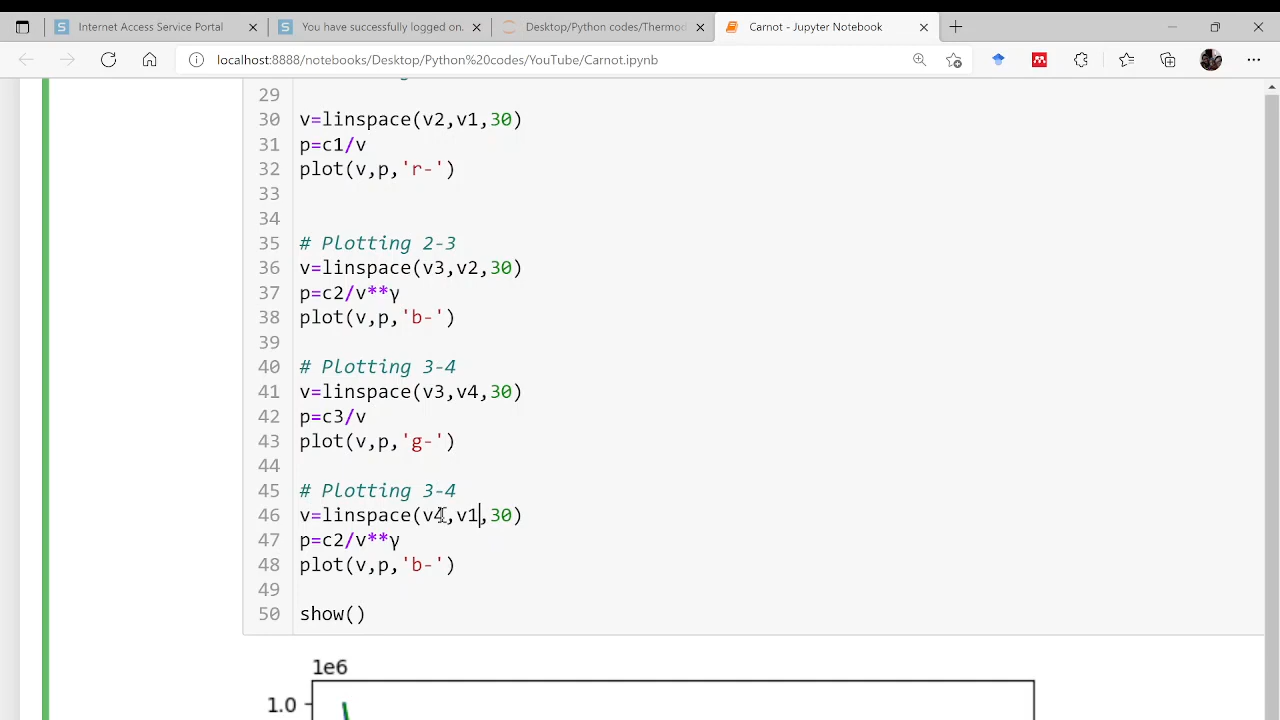 Internet Access Service Portal
You have successfully logged on.
Desktop/Python codes/Thermod
Carnot - Jupyter Notebook
localhost:8888/notebooks/Desktop/Python%20codes/YouTube/Carnot.ipynb
29
30 v=linspace(v2,v1,30)
31 p=c1/v
32 plot(v,p,'r-')
33
34
35 # Plotting 2-3
36 v=linspace(v3,v2,30)
37 p=c2/v**γ
38 plot(v,p,'b-')
39
40 # Plotting 3-4
41 v=linspace(v3,v4,30)
42 p=c3/v
43 plot(v,p,'g-')
44
45 # Plotting 3-4
46 v=linspace(v4,v1,30)
47 p=c2/v**γ
48 plot(v,p,'b-')
49
50 show()
1e6
1.0